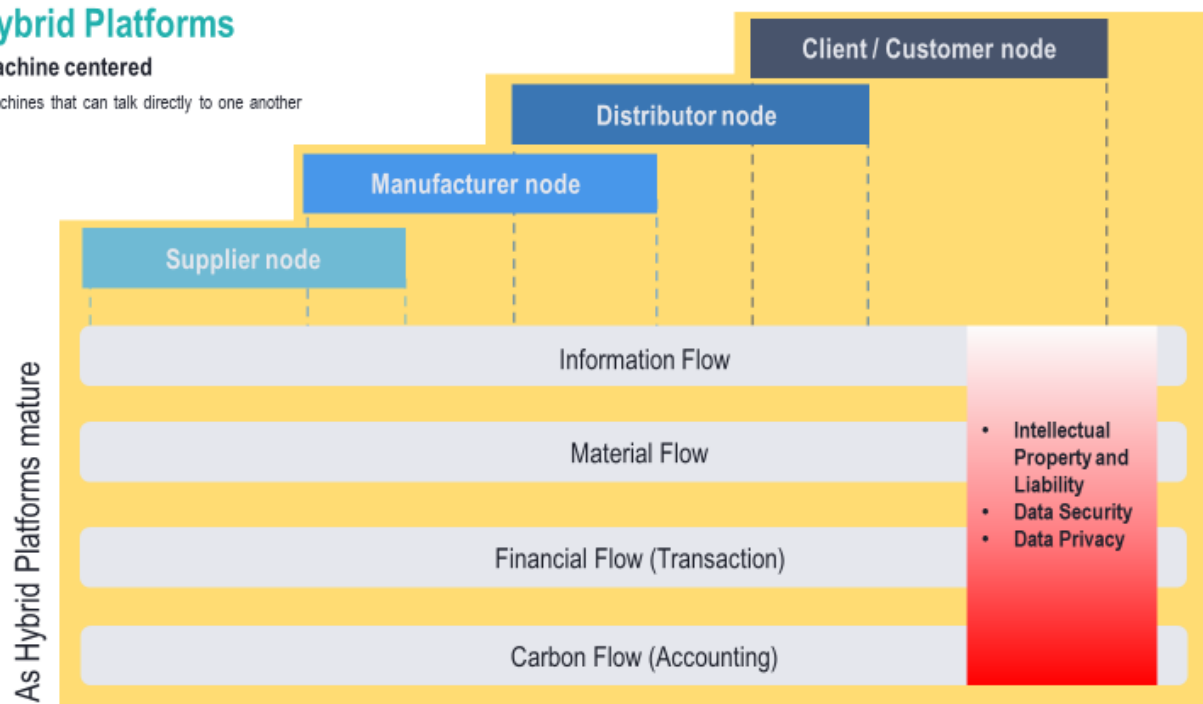 ybrid Platforms
achine centered
chines that can talk directly to one another
Client / Customer node
Distributor node
Manufacturer node
Supplier node
As Hybrid Platforms mature
Information Flow
Material Flow
Financial Flow (Transaction)
Carbon Flow (Accounting)
• Intellectual
Property and
Liability
• Data Security
• Data Privacy